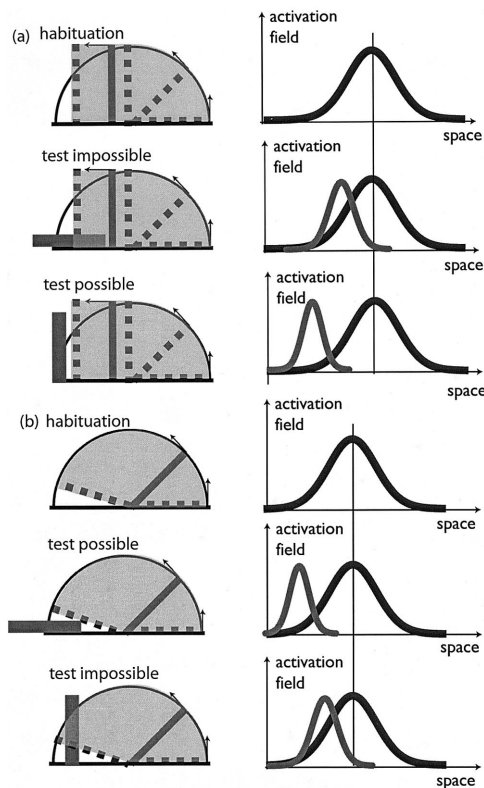 (a) habituation
activation
field
space
test impossible
activation
field
space
test possible
activation
field
space
(b) habituation
activation
field
space
test possible
activation
field
space
test impossible
activation
field
space